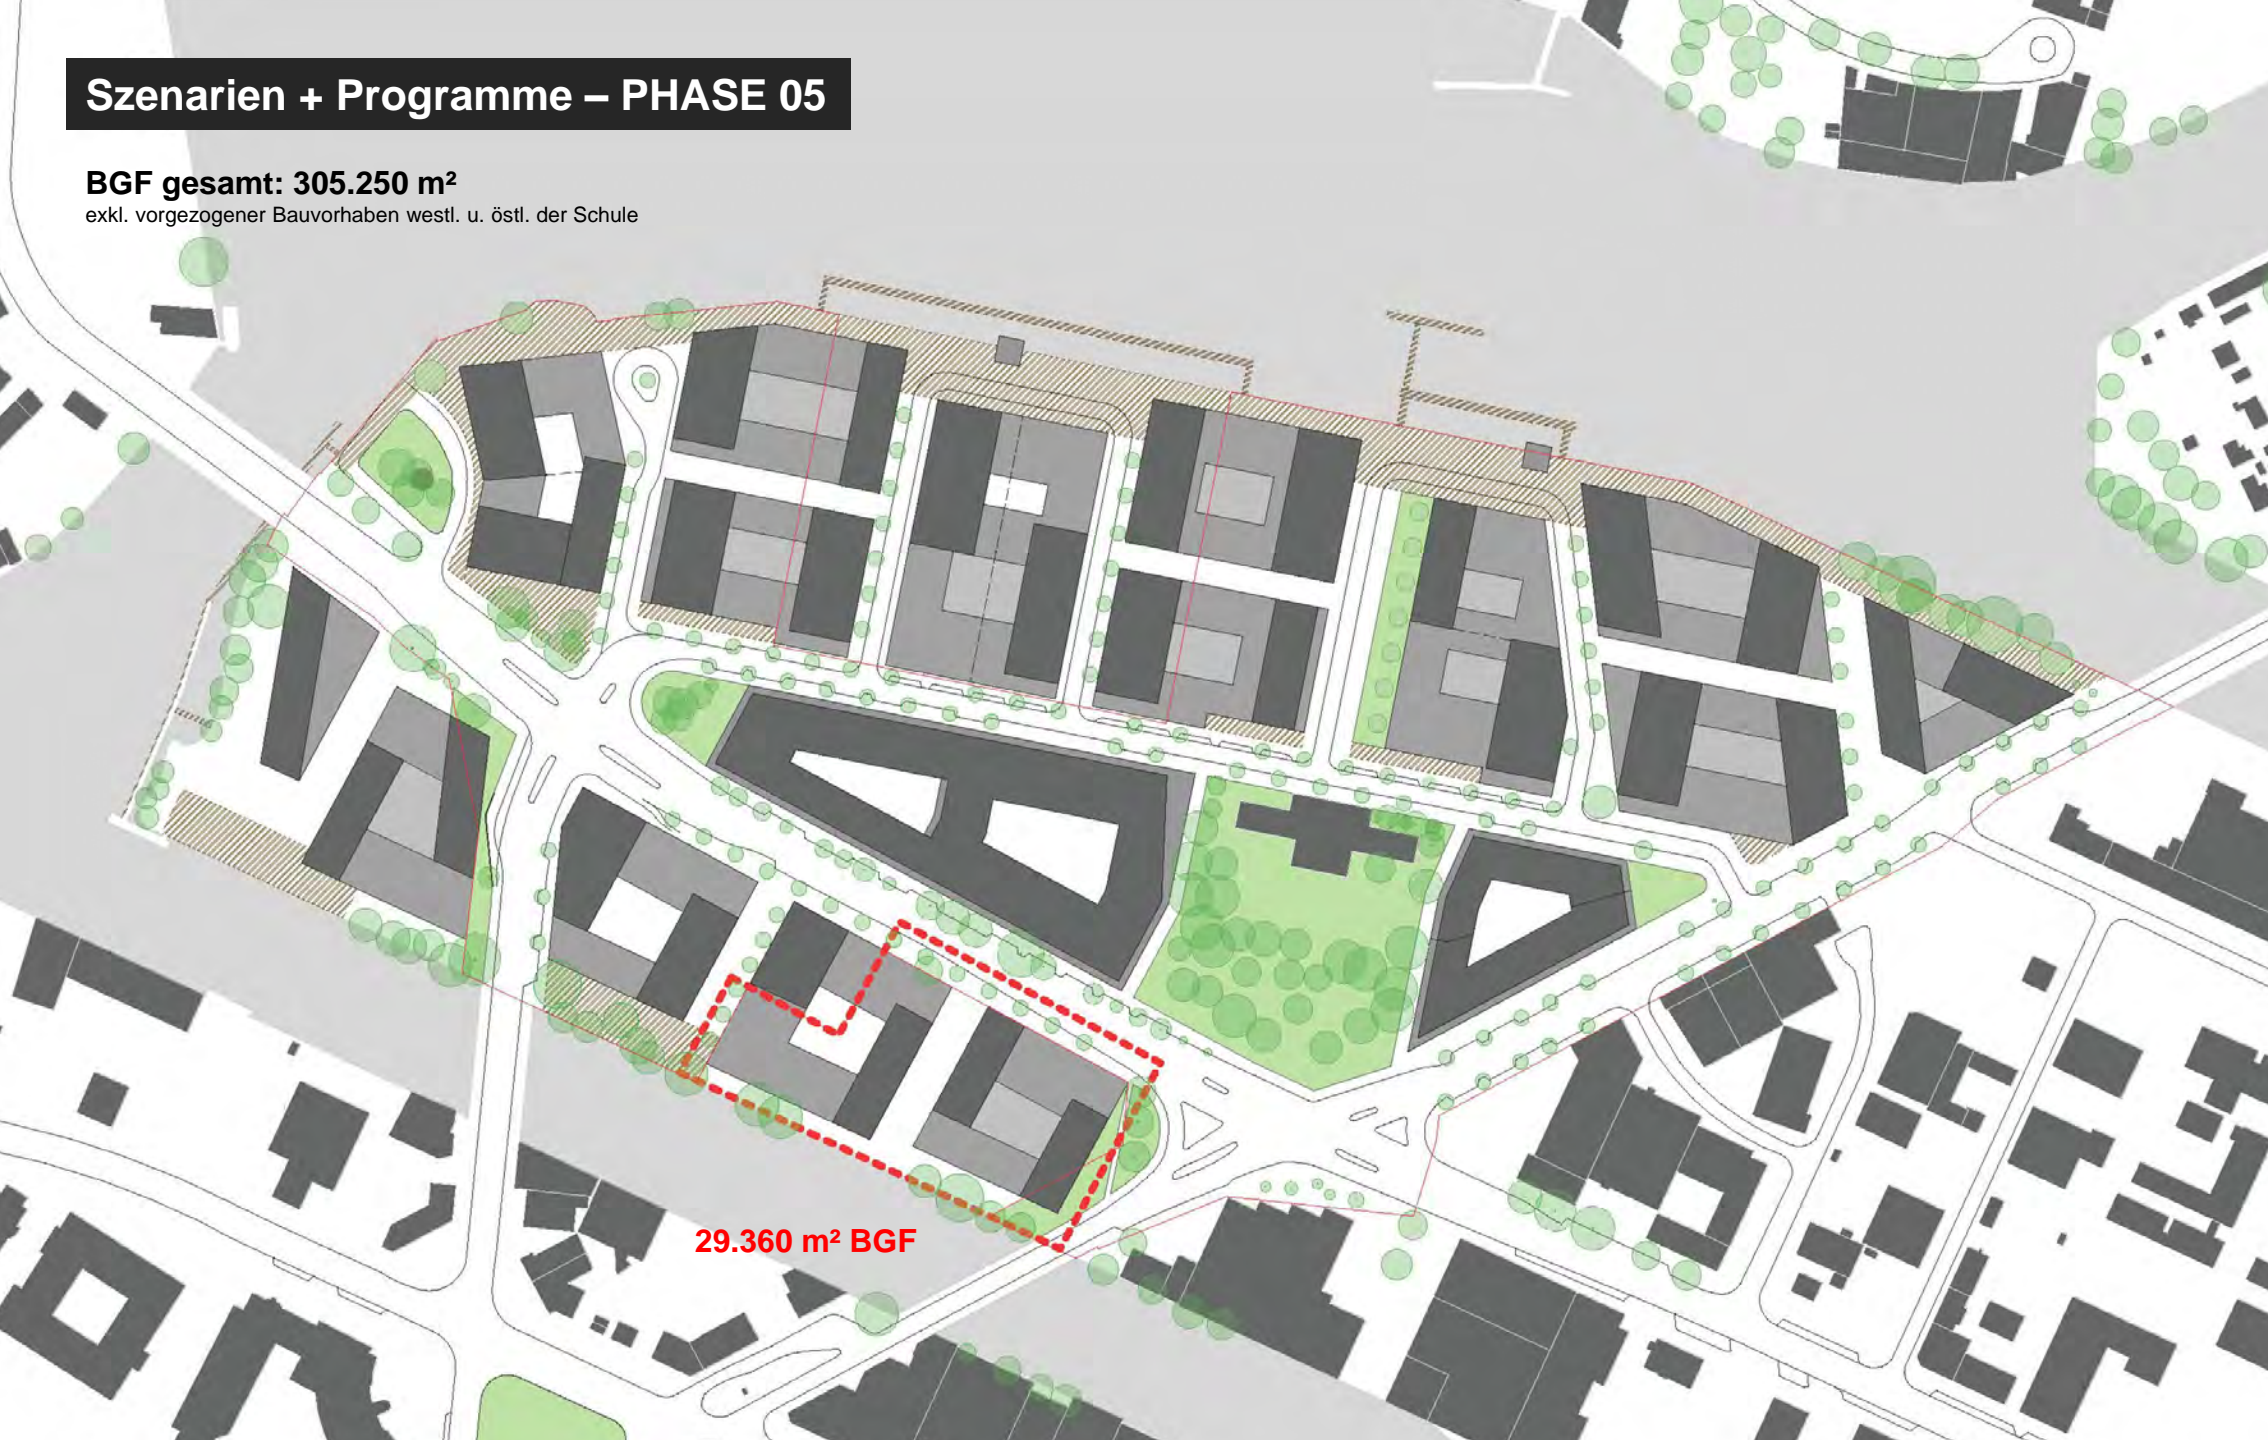 Szenarien + Programme – PHASE 05
BGF gesamt: 305.250 m²
exkl. vorgezogener Bauvorhaben westl. u. östl. der Schule
29.360 m² BGF